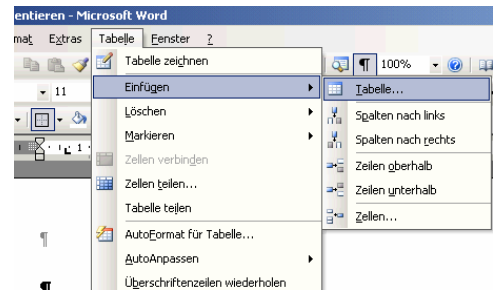 entieren - Microsoft Word
mat Extras Tabelle Fenster ?
100%
11
1
Tabelle zeichnen
Einfügen
Löschen
Markieren
Zellen verbinden
Zellen teilen...
Tabelle teilen
AutoFormat für Tabelle...
AutoAnpassen
Überschriftenzeilen wiederholen
Tabelle...
Spalten nach links
Spalten nach rechts
Zeilen oberhalb
Zeilen unterhalb
Zellen...